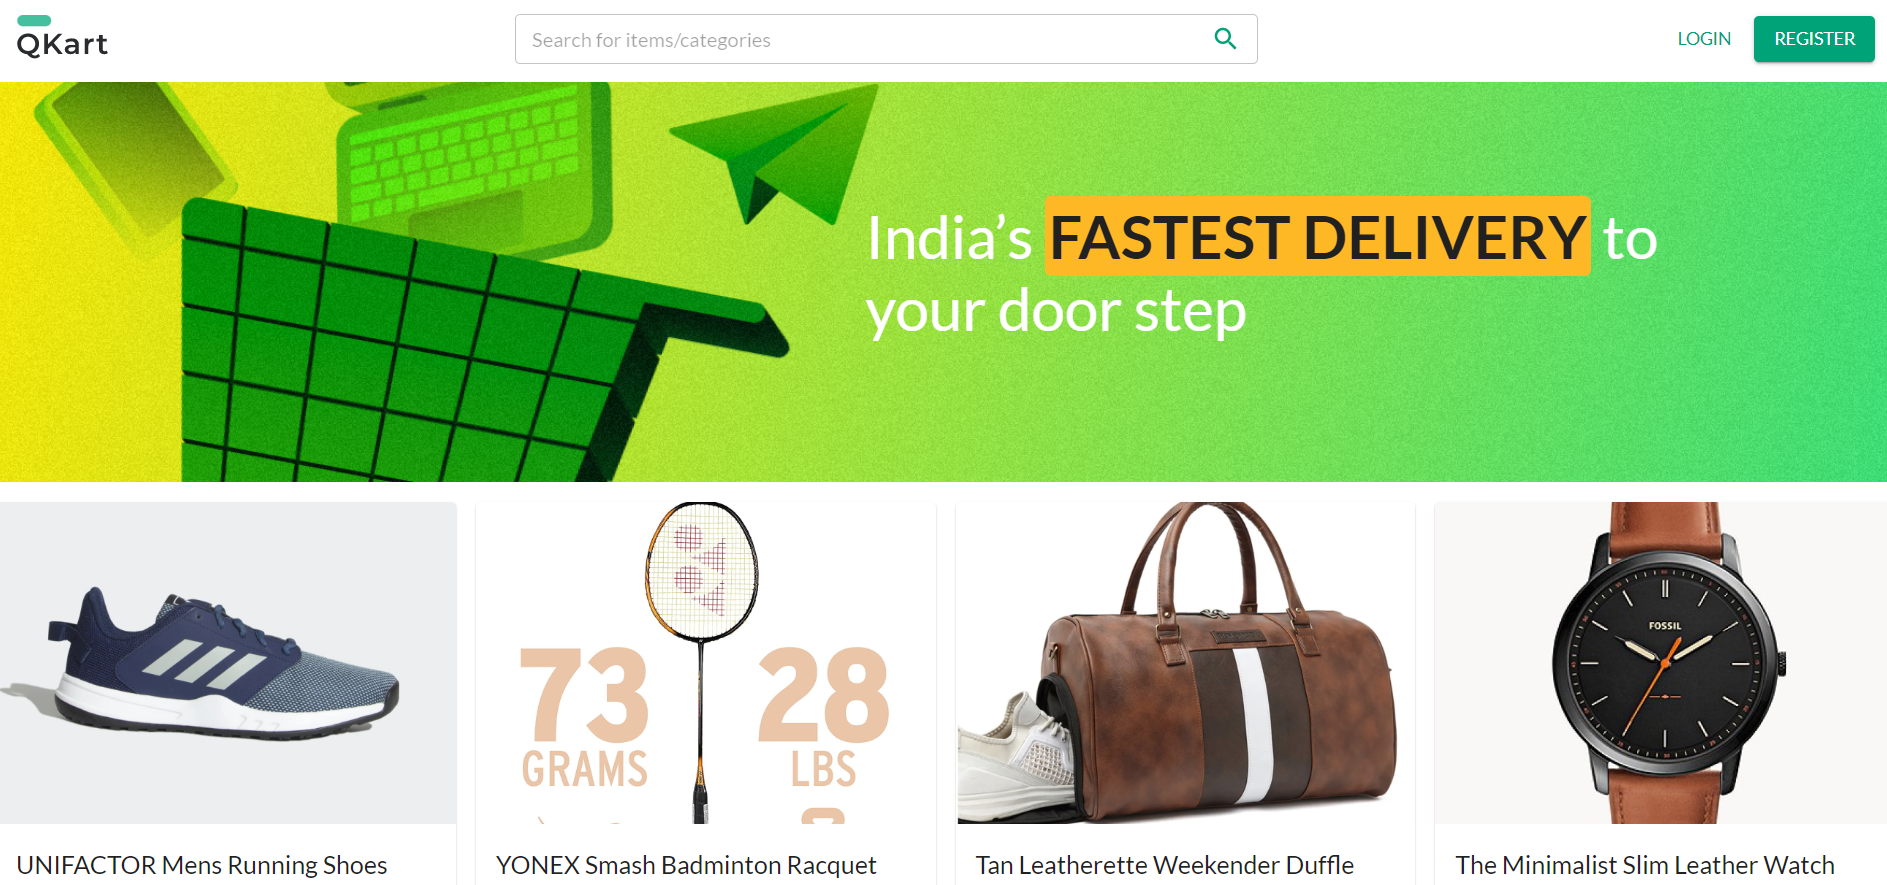 QKart
Search for items/categories
LOGIN
REGISTER
India’s FASTEST DELIVERY to
your door step
73
GRAMS
28
LBS
FOSSIL
UNIFACTOR Mens Running Shoes
YONEX Smash Badminton Racquet
Tan Leatherette Weekender Duffle
The Minimalist Slim Leather Watch